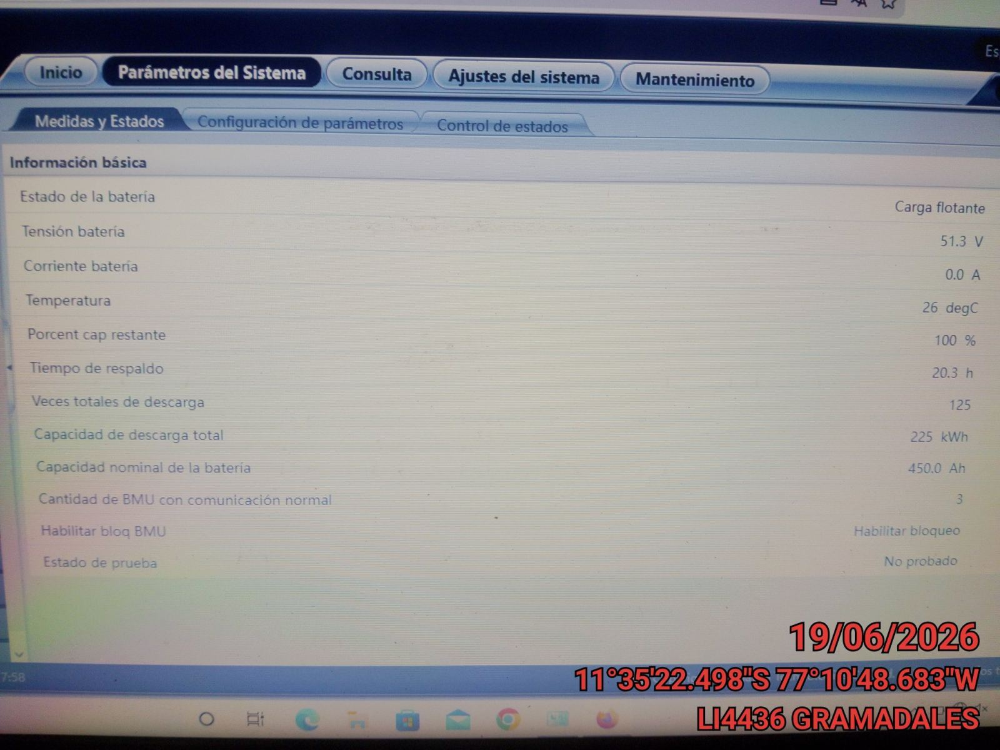 Es
Inicio Parámetros del Sistema Consulta Ajustes del sistema Mantenimiento
Medidas y Estados Configuración de parámetros Control de estados
Información básica
Estado de la batería Carga flotante
Tensión batería 51.3 V
Corriente batería 0.0 A
Temperatura 26 degC
Porcent cap restante 100 %
Tiempo de respaldo 20.3 h
Veces totales de descarga 125
Capacidad de descarga total 225 kWh
Capacidad nominal de la batería 450.0 Ah
Cantidad de BMU con comunicación normal 3
Habilitar bloq BMU Habilitar bloqueo
Estado de prueba No probado
19/06/2026
7:58
11°35'22.498"S 77°10'48.683"W
LI4436 GRAMADALES